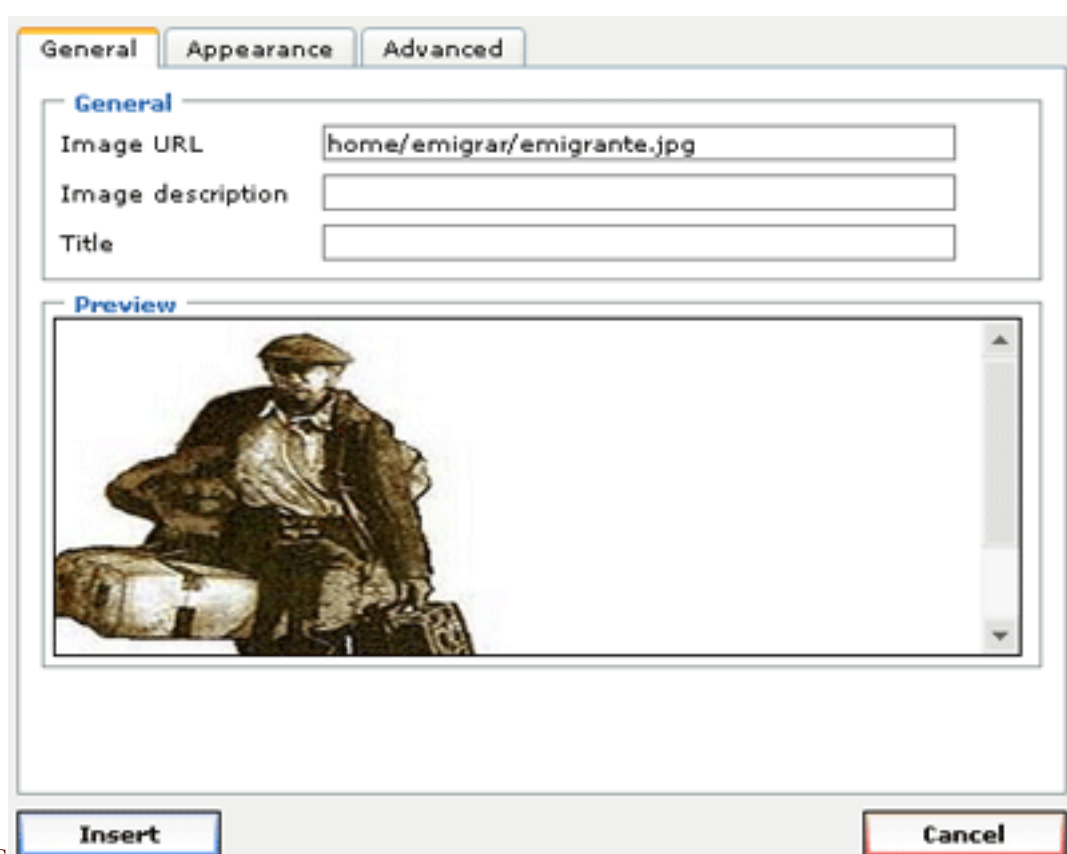 General Appearance Advanced
General
Image URL home/emigrar/emigrante.jpg
Image description
Title
Preview
Insert Cancel